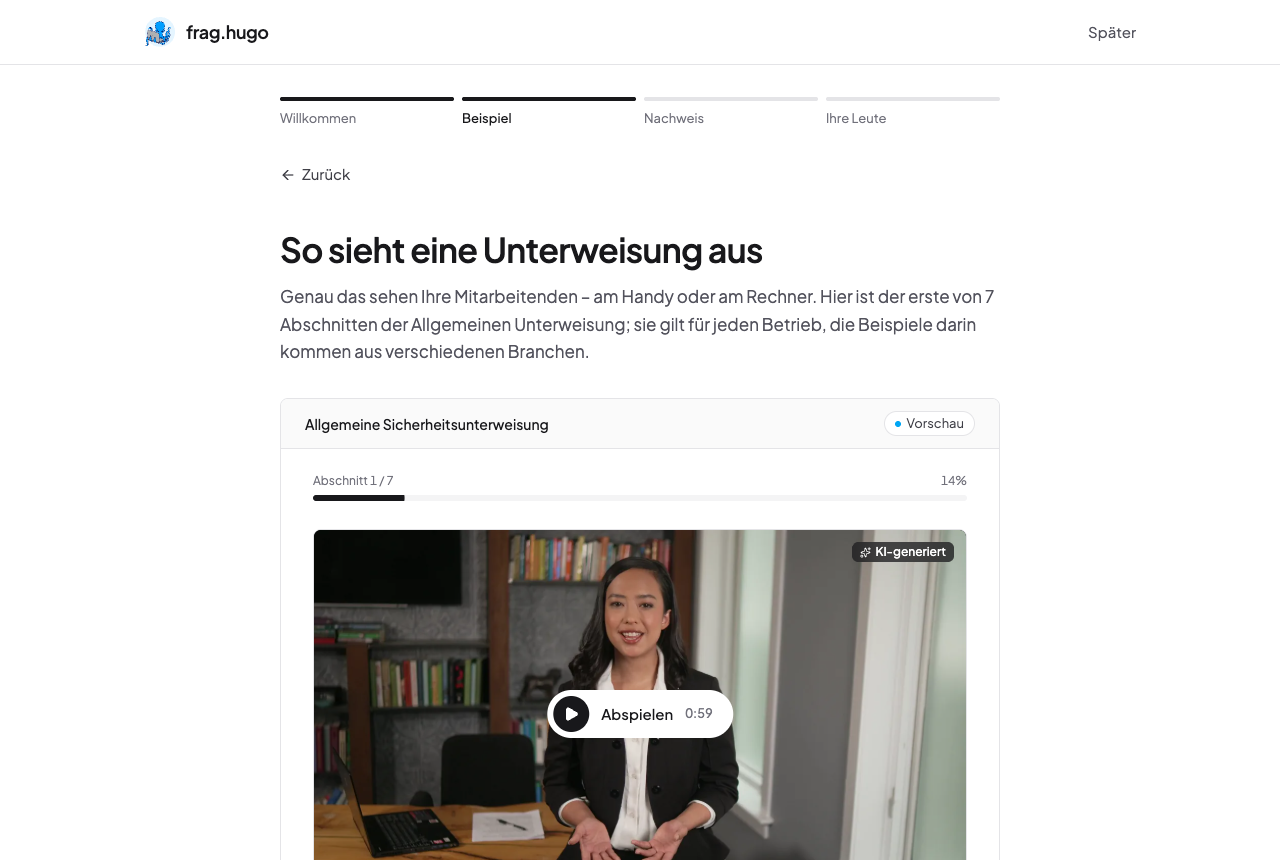 frag.hugo
Später
Willkommen
Beispiel
Nachweis
Ihre Leute
← Zurück
So sieht eine Unterweisung aus
Genau das sehen Ihre Mitarbeitenden – am Handy oder am Rechner. Hier ist der erste von 7
Abschnitten der Allgemeinen Unterweisung; sie gilt für jeden Betrieb, die Beispiele darin
kommen aus verschiedenen Branchen.
Allgemeine Sicherheitsunterweisung
Vorschau
Abschnitt 1 / 7
14%
KI-generiert
Abspielen 0:59